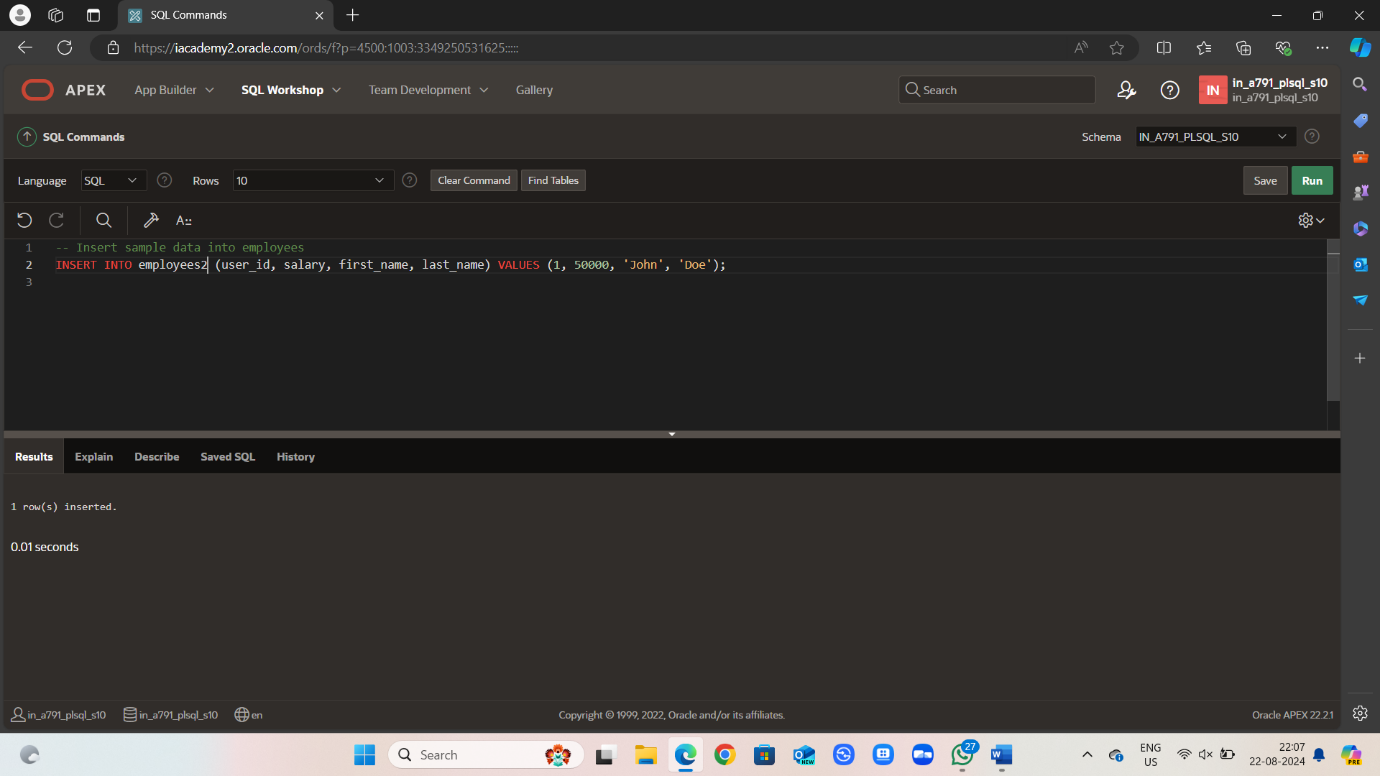 SQL Commands
https://iacademy2.oracle.com/ords/f?p=4500:1003:3349250531625:::::
APEX App Builder SQL Workshop Team Development Gallery Search IN in_a791_plsql_s10
in_a791_plsql_s10
SQL Commands Schema IN_A791_PLSQL_S10
Language SQL Rows 10 Clear Command Find Tables Save Run
A::
1 -- Insert sample data into employees
2 INSERT INTO employees2 (user_id, salary, first_name, last_name) VALUES (1, 50000, 'John', 'Doe');
3
Results Explain Describe Saved SQL History
1 row(s) inserted.
0.01 seconds
in_a791_plsql_s10 in_a791_plsql_s10 en Copyright © 1999, 2022, Oracle and/or its affiliates. Oracle APEX 22.2.1
Search NEW 27 W ENG US 22:07 22-08-2024 PRE